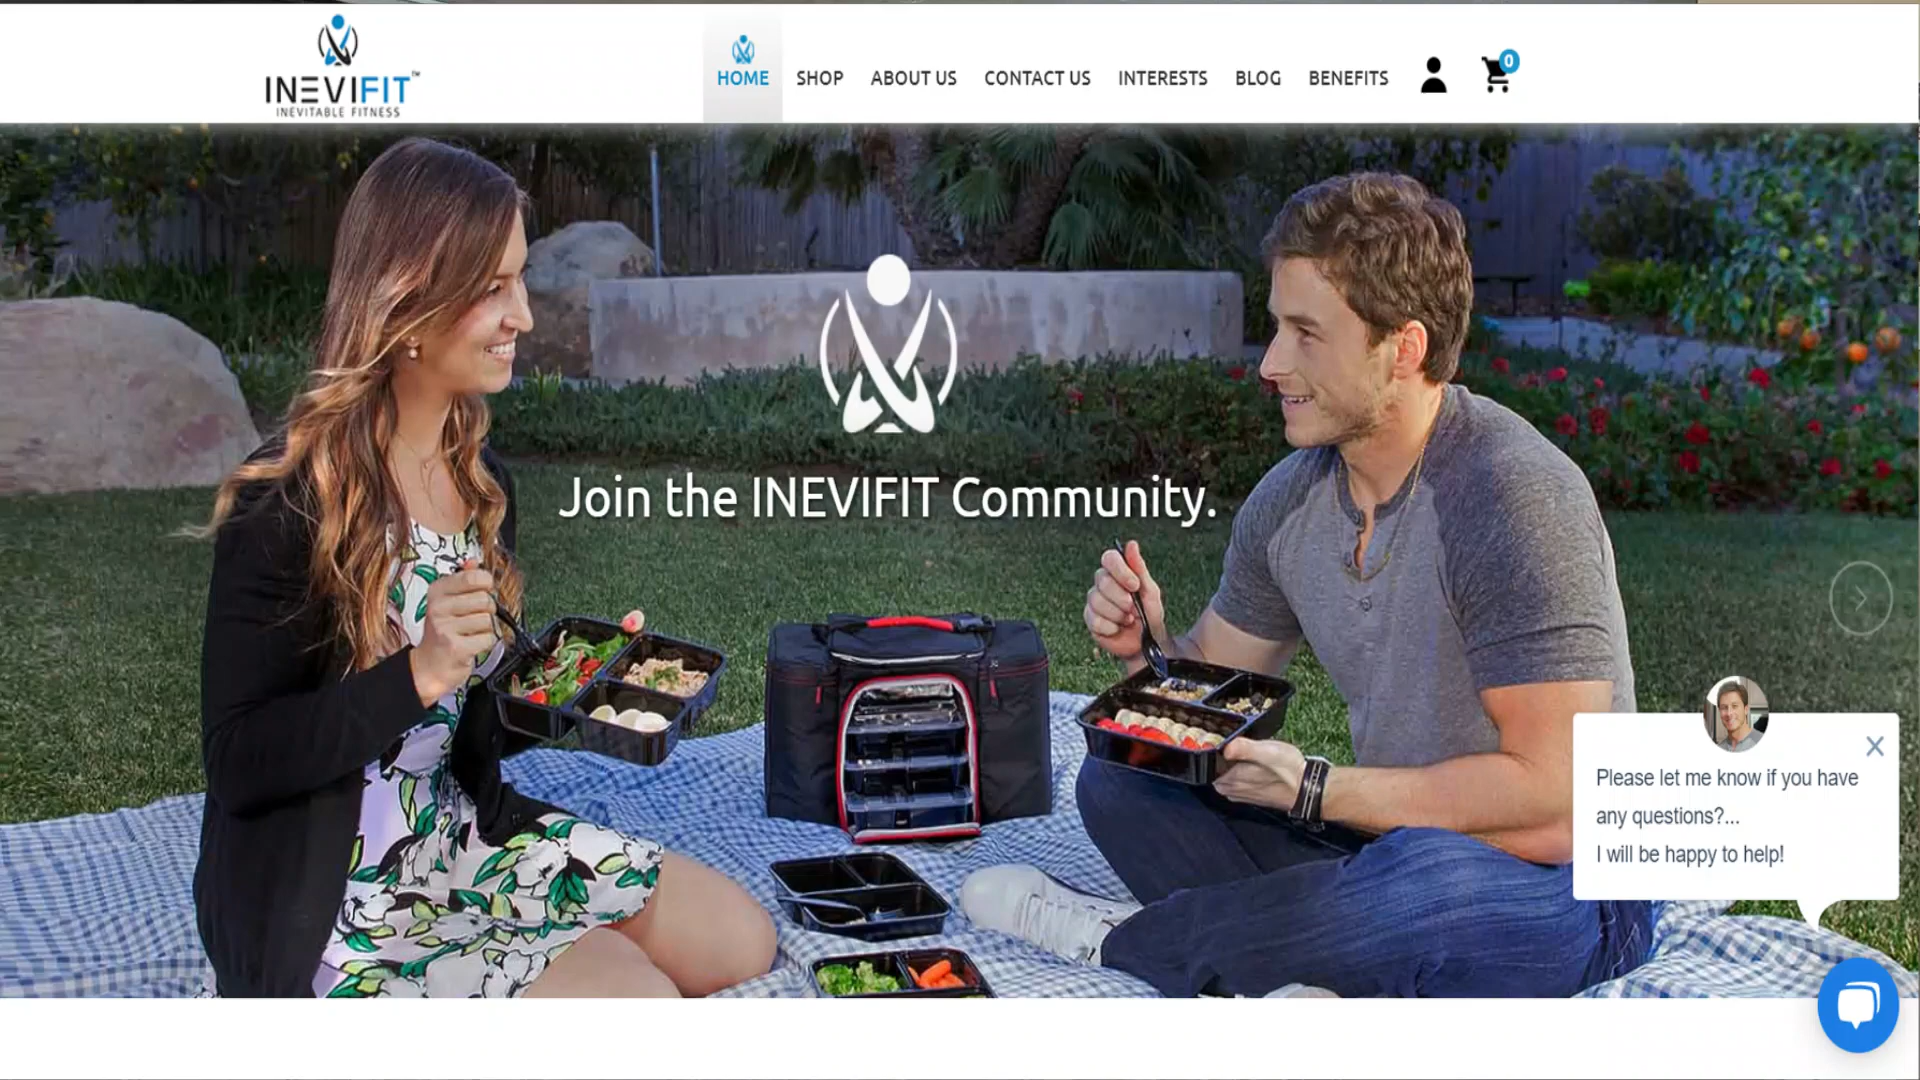 INEVIFIT™
INEVITABLE FITNESS
HOME SHOP ABOUT US CONTACT US INTERESTS BLOG BENEFITS 0
Join the INEVIFIT Community.
Please let me know if you have
any questions?...
I will be happy to help!